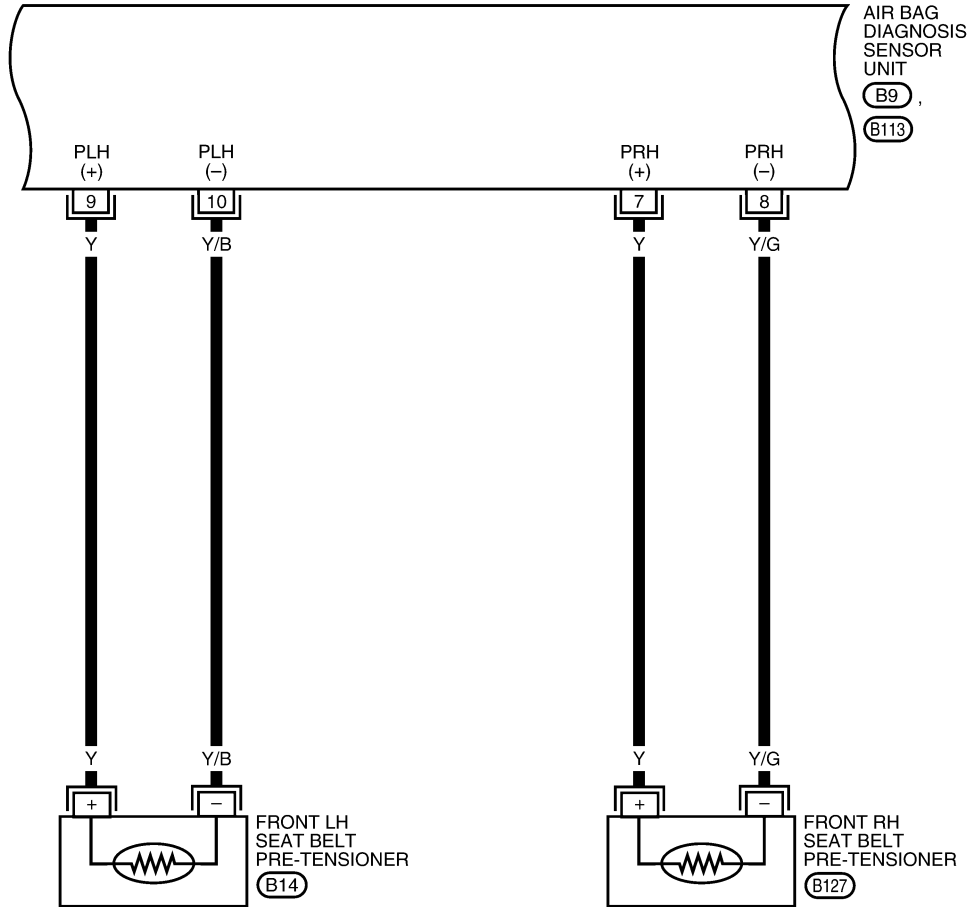 AIR BAG
DIAGNOSIS
SENSOR
UNIT
B9 ,
B113
PLH PLH PRH PRH
(+) (–) (+) (–)
9 10 7 8
Y Y/B Y Y/G
Y Y/B Y Y/G
+ – + –
FRONT LH
SEAT BELT
PRE-TENSIONER
B14
FRONT RH
SEAT BELT
PRE-TENSIONER
B127